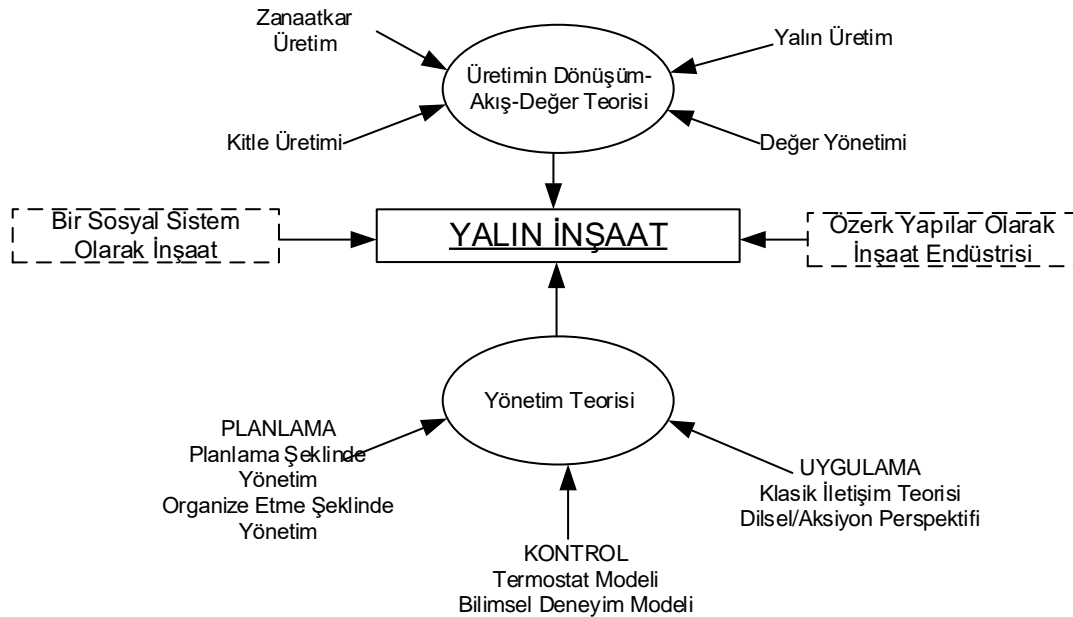 Zanaatkar
Üretim
Yalın Üretim
Üretimin Dönüşüm-
Akış-Değer Teorisi
Kitle Üretimi
Değer Yönetimi
Bir Sosyal Sistem
Olarak İnşaat
YALIN İNŞAAT
Özerk Yapılar Olarak
İnşaat Endüstrisi
Yönetim Teorisi
PLANLAMA
Planlama Şeklinde
Yönetim
Organize Etme Şeklinde
Yönetim
UYGULAMA
Klasik İletişim Teorisi
Dilsel/Aksiyon Perspektifi
KONTROL
Termostat Modeli
Bilimsel Deneyim Modeli